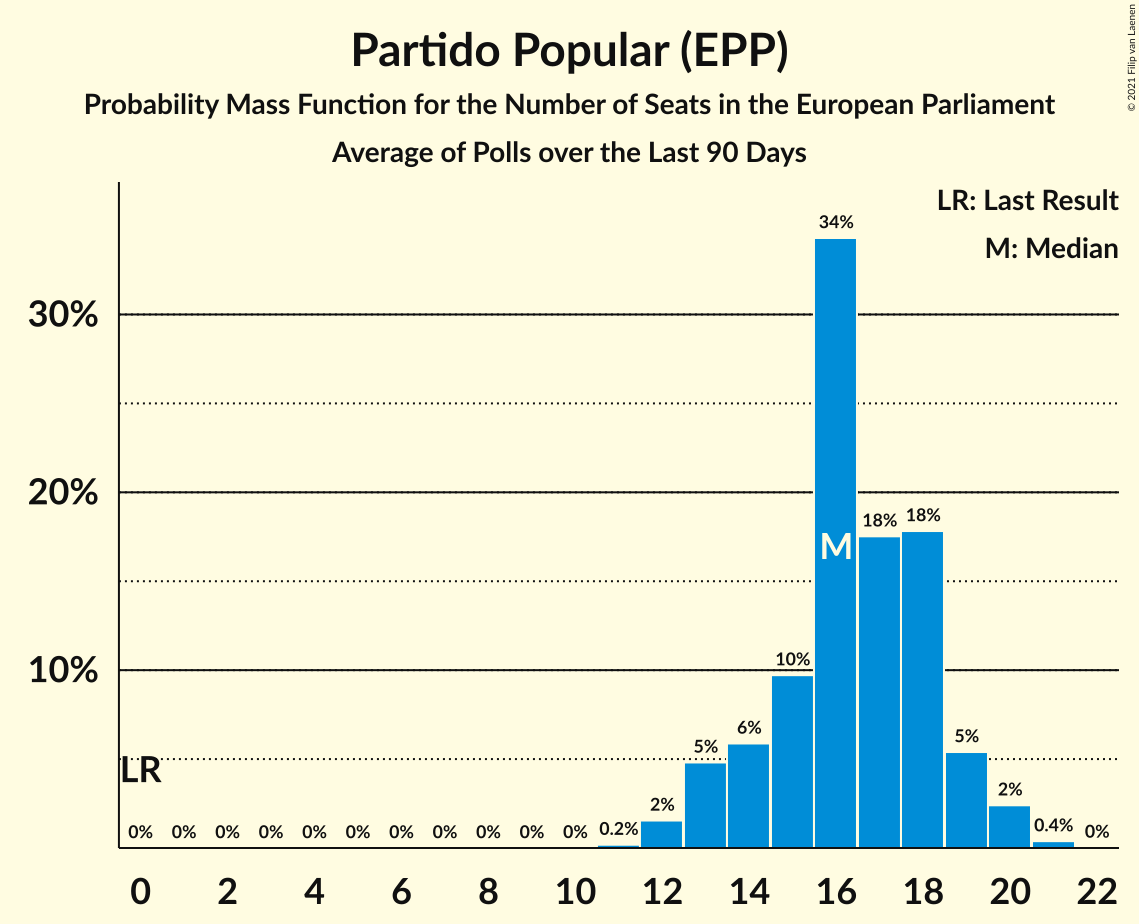 Partido Popular (EPP)
Probability Mass Function for the Number of Seats in the European Parliament
Average of Polls over the Last 90 Days
© 2021 Filip van Laenen
LR: Last Result
M: Median
34%
30%
20%
18%
18%
M
10%
10%
6%
5%
5%
LR
2%
2%
0% 0% 0% 0% 0% 0% 0% 0% 0% 0% 0% 0.2% 0.4% 0%
0 2 4 6 8 10 12 14 16 18 20 22